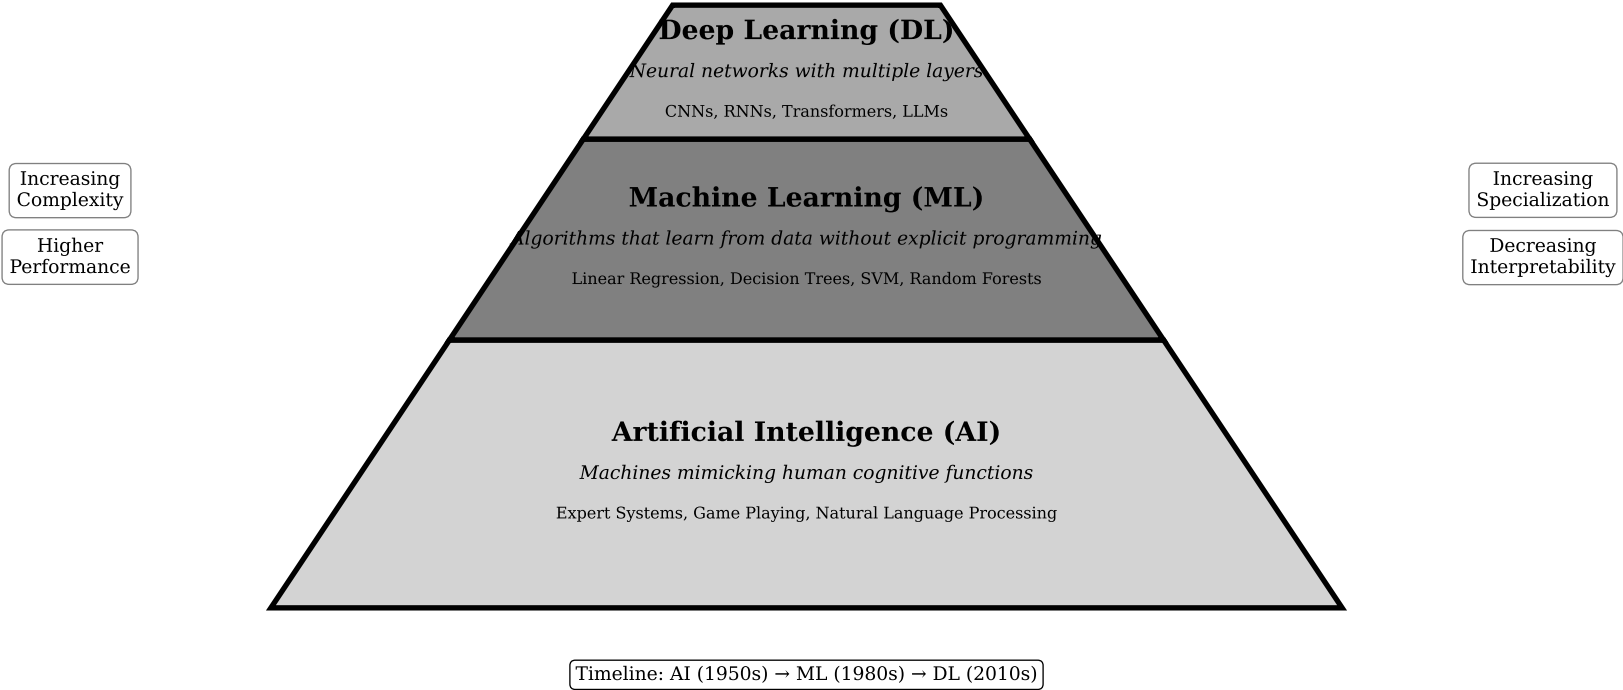 Deep Learning (DL)
Neural networks with multiple layers
CNNs, RNNs, Transformers, LLMs
Increasing
Complexity
Higher
Performance
Machine Learning (ML)
Algorithms that learn from data without explicit programming
Linear Regression, Decision Trees, SVM, Random Forests
Increasing
Specialization
Decreasing
Interpretability
Artificial Intelligence (AI)
Machines mimicking human cognitive functions
Expert Systems, Game Playing, Natural Language Processing
Timeline: AI (1950s) → ML (1980s) → DL (2010s)